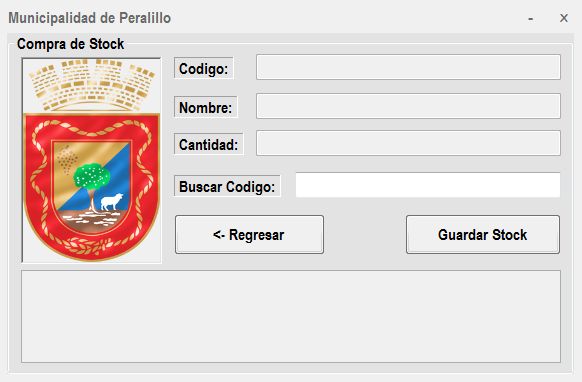 Municipalidad de Peralillo - x
Compra de Stock
Codigo:
Nombre:
Cantidad:
Buscar Codigo:
<- Regresar Guardar Stock